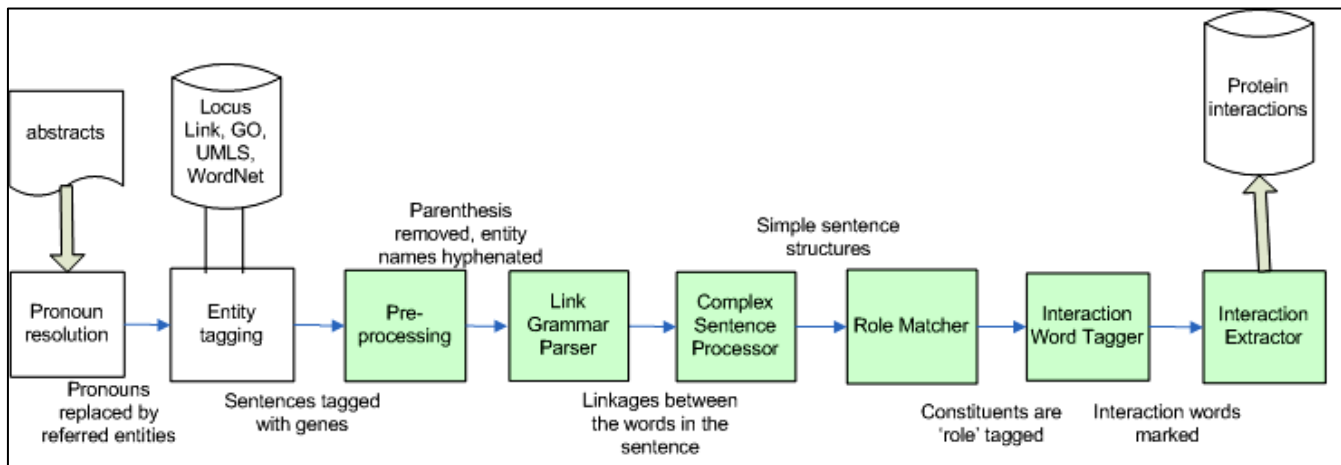 abstracts
Locus
Link, GO,
UMLS,
WordNet
Protein
interactions
Parenthesis
removed, entity
names hyphenated
Simple sentence
structures
Pronoun
resolution
Entity
tagging
Pre-
processing
Link
Grammar
Parser
Complex
Sentence
Processor
Role Matcher
Interaction
Word Tagger
Interaction
Extractor
Pronouns
replaced by
referred entities
Sentences tagged
with genes
Linkages between
the words in the
sentence
Constituents are
'role' tagged
Interaction words
marked